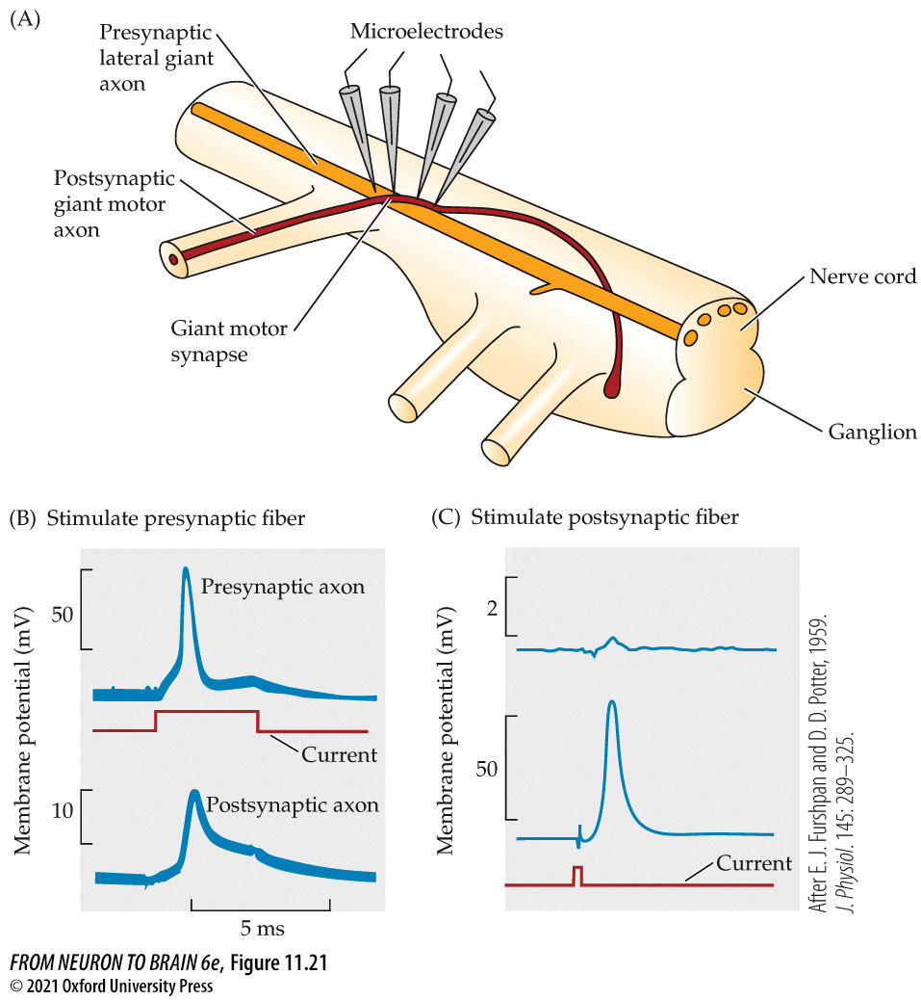 (A)
Presynaptic
lateral giant
axon
Microelectrodes
Postsynaptic
giant motor
axon
Giant motor
synapse
Nerve cord
Ganglion
(B) Stimulate presynaptic fiber
Membrane potential (mV)
50
Presynaptic axon
Current
10
Postsynaptic axon
5 ms
(C) Stimulate postsynaptic fiber
Membrane potential (mV)
2
50
Current
After E. J. Furshpan and D. D. Potter, 1959.
J. Physiol. 145: 289–325.
FROM NEURON TO BRAIN 6e, Figure 11.21
© 2021 Oxford University Press